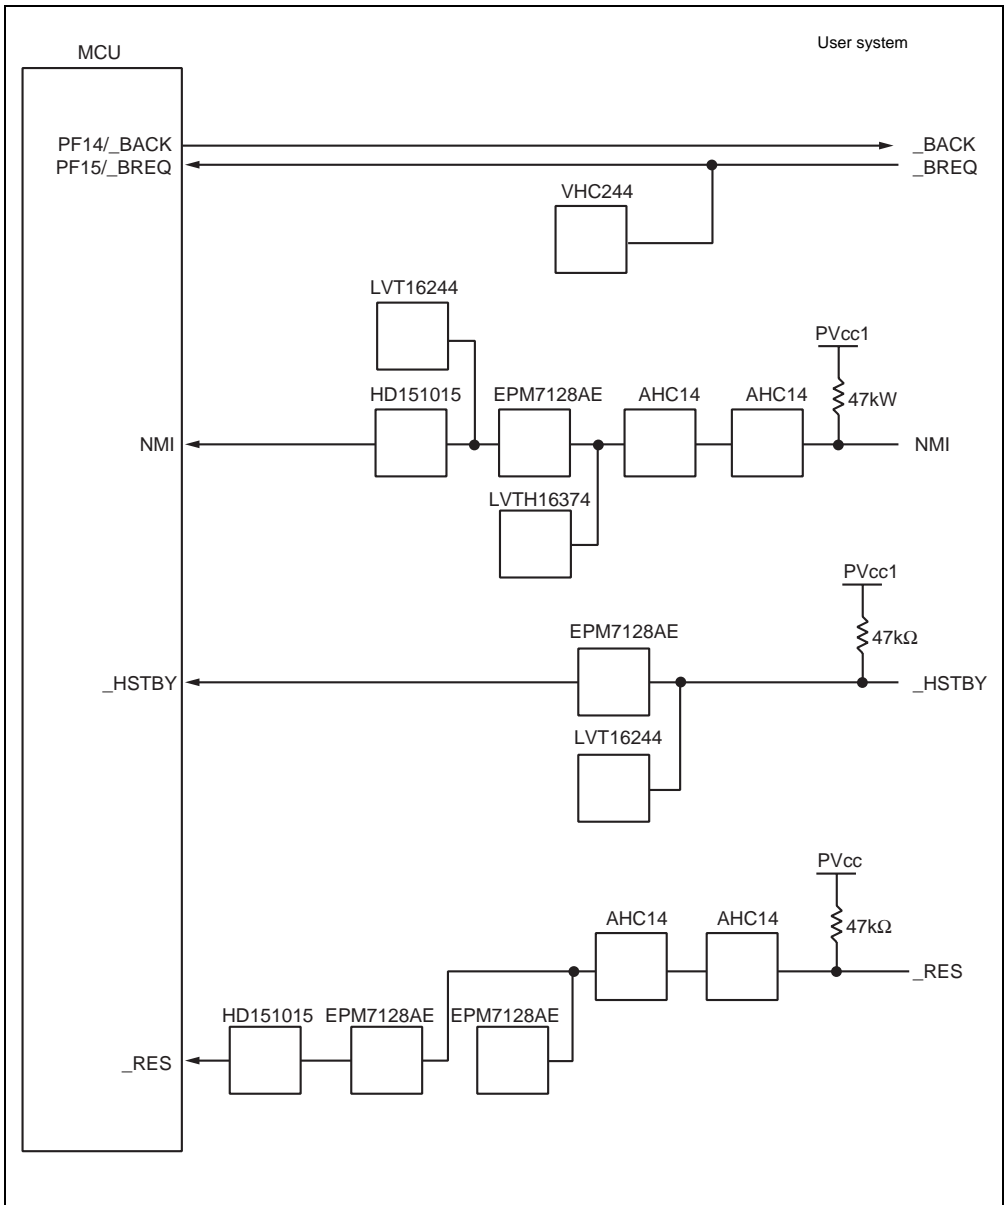 User system
MCU
PF14/_BACK
_BACK
PF15/_BREQ
_BREQ
VHC244
LVT16244
PVcc1
HD151015
EPM7128AE
AHC14
AHC14
47kW
NMI
NMI
LVTH16374
PVcc1
EPM7128AE
47kΩ
_HSTBY
_HSTBY
LVT16244
PVcc
AHC14
AHC14
47kΩ
_RES
HD151015
EPM7128AE
EPM7128AE
_RES